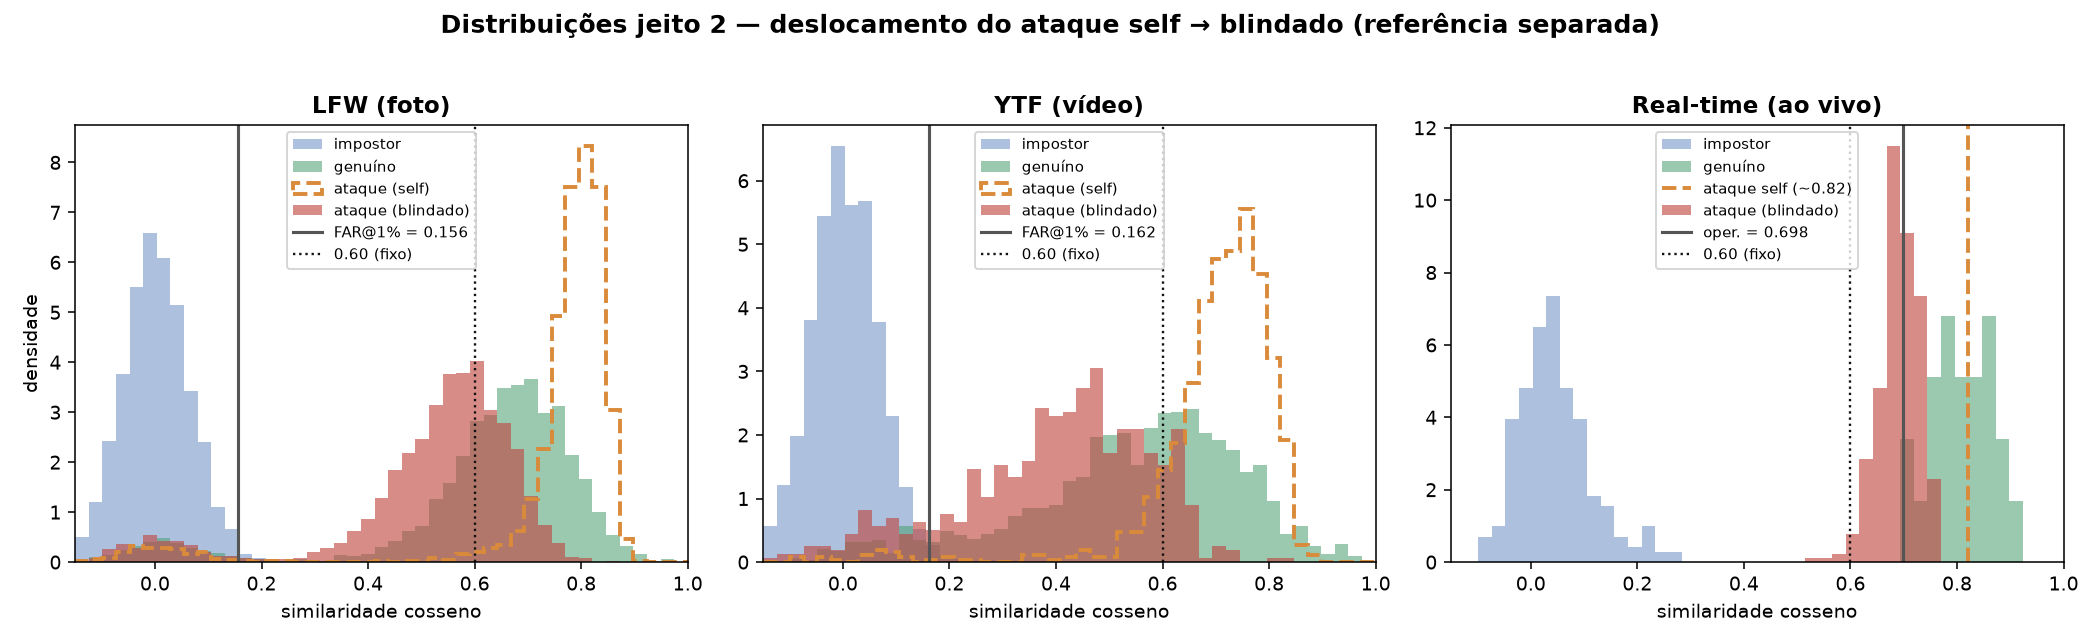 Distribuições jeito 2 — deslocamento do ataque self → blindado (referência separada)
LFW (foto)
densidade
8
7
6
5
4
3
2
1
0
impostor
genuíno
ataque (self)
ataque (blindado)
FAR@1% = 0.156
0.60 (fixo)
0.0 0.2 0.4 0.6 0.8 1.0
similaridade cosseno
YTF (vídeo)
6
5
4
3
2
1
0
impostor
genuíno
ataque (self)
ataque (blindado)
FAR@1% = 0.162
0.60 (fixo)
0.0 0.2 0.4 0.6 0.8 1.0
similaridade cosseno
Real-time (ao vivo)
12
10
8
6
4
2
0
impostor
genuíno
ataque self (~0.82)
ataque (blindado)
oper. = 0.698
0.60 (fixo)
0.0 0.2 0.4 0.6 0.8 1.0
similaridade cosseno